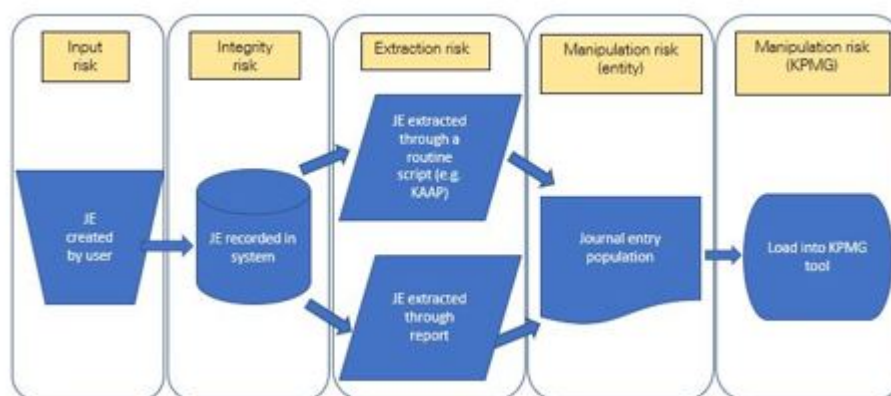 Input
risk
Integrity
risk
Extraction risk
Manipulation risk
(entity)
Manipulation risk
(KPMG)
JE
created
by user
JE recorded in
system
JE extracted
through a
routine
script (e.g.
KAAP)
JE extracted
through
report
Journal entry
population
Load into KPMG
tool